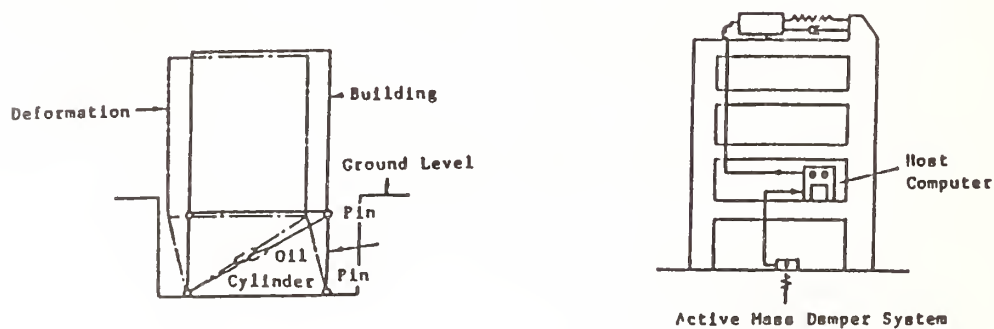 Deformation
Building
Ground Level
Pin
Oil
Cylinder
Pin
Host
Computer
Active Mass Damper System